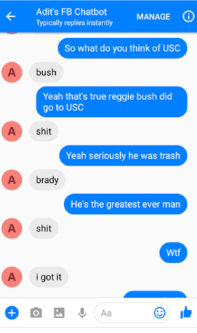 Adit's FB Chatbot
Typically replies instantly
MANAGE
So what do you think of USC
A
bush
Yeah that's true reggie bush did
go to USC
A
shit
Yeah seriously he was trash
A
brady
He's the greatest ever man
A
shit
Wtf
A
i got it
Aa